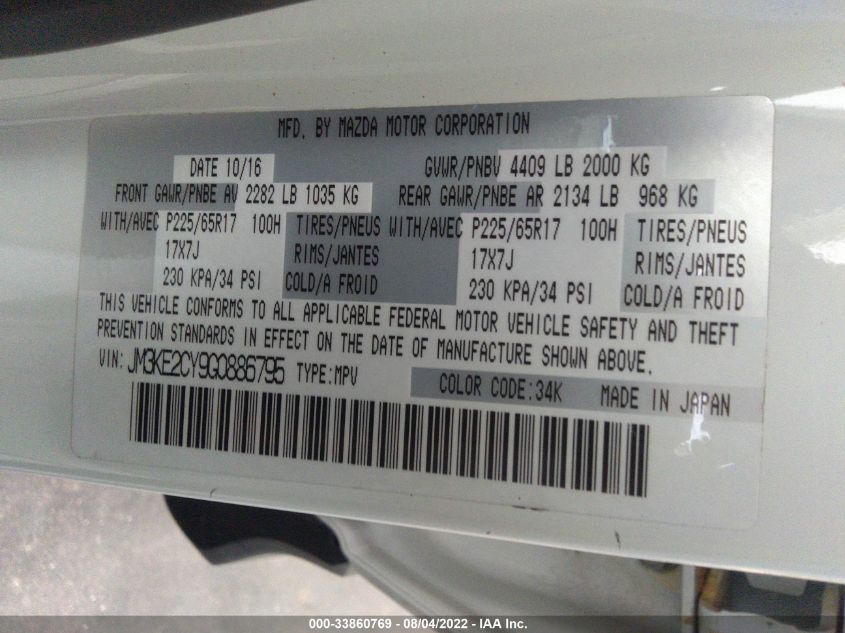 MFD. BY MAZDA MOTOR CORPORATION
DATE 10/16 GVWR/PNBV 4409 LB 2000 KG
FRONT GAWR/PNBE AV 2282 LB 1035 KG REAR GAWR/PNBE AR 2134 LB 968 KG
WITH/AVEC P225/65R17 100H TIRES/PNEUS WITH/AVEC P225/65R17 100H TIRES/PNEUS
17X7J RIMS/JANTES 17X7J RIMS/JANTES
230 KPA/34 PSI COLD/A FROID 230 KPA/34 PSI COLD/A FROID
THIS VEHICLE CONFORMS TO ALL APPLICABLE FEDERAL MOTOR VEHICLE SAFETY AND THEFT
PREVENTION STANDARDS IN EFFECT ON THE DATE OF MANUFACTURE SHOWN ABOVE.
VIN: JM3KE2CY9G0886795 TYPE:MPV COLOR CODE:34K MADE IN JAPAN
000-33860769 - 08/04/2022 - IAA Inc.